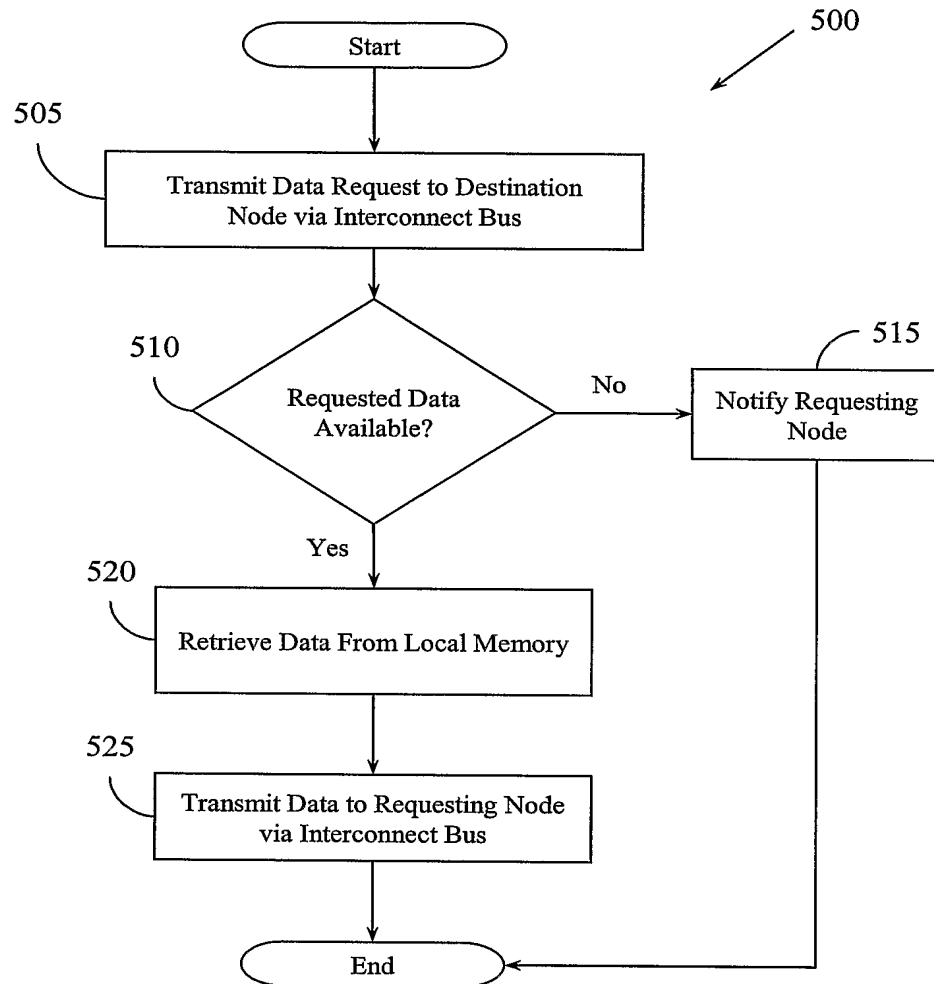 Start
500
505
Transmit Data Request to Destination
Node via Interconnect Bus
510
Requested Data
Available?
No
515
Notify Requesting
Node
Yes
520
Retrieve Data From Local Memory
525
Transmit Data to Requesting Node
via Interconnect Bus
End